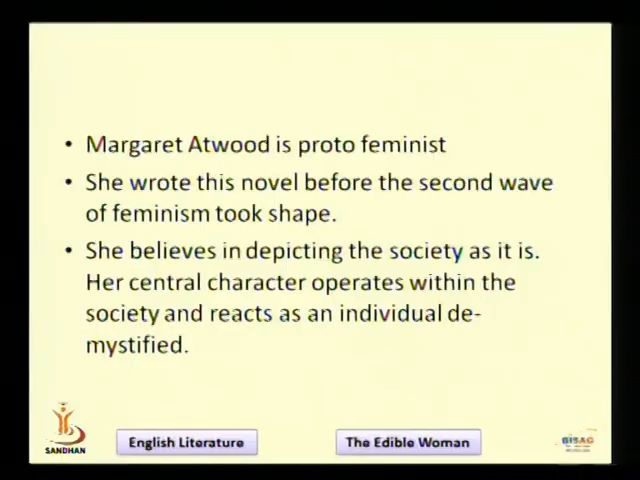 • Margaret Atwood is proto feminist
• She wrote this novel before the second wave
of feminism took shape.
• She believes in depicting the society as it is.
Her central character operates within the
society and reacts as an individual de-
mystified.
SANDHAN
English Literature
The Edible Woman
BISAG